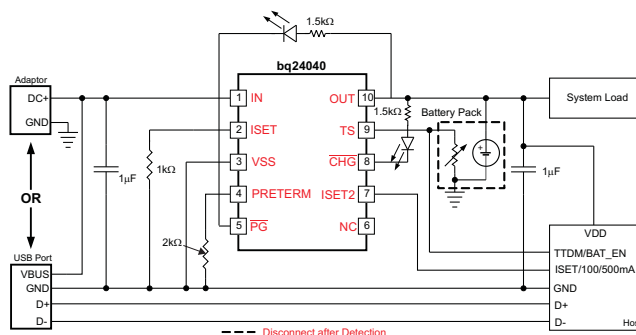 1.5kΩ
bq24040
Adaptor
DC+
GND
OR
USB Port
VBUS
GND
D+
D-
1μF
1kΩ
2kΩ
1 IN
2 ISET
3 VSS
4 PRETERM
5 PG
OUT 10
TS 9
CHG 8
ISET2 7
NC 6
1.5kΩ
Battery Pack
+
1μF
System Load
VDD
TTDM/BAT_EN
ISET/100/500mA
GND
D+
D-
Disconnect after Detection